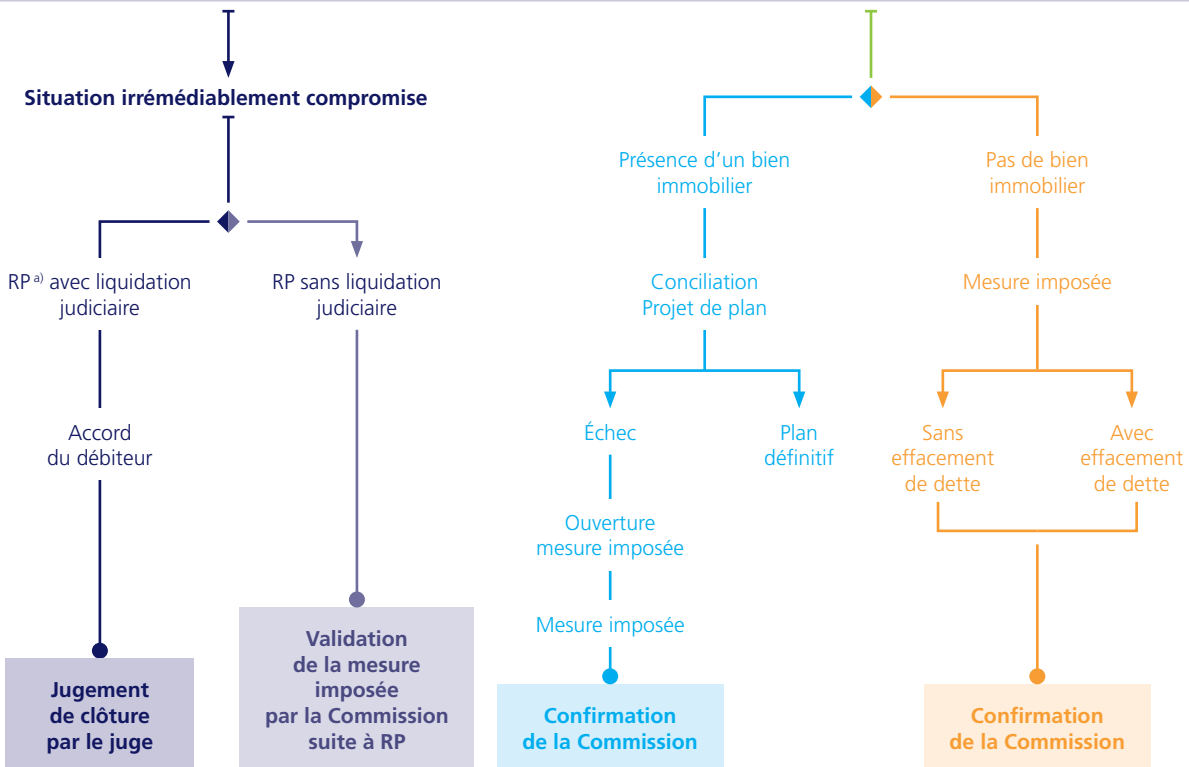 Situation irrémédiablement compromise
RP a) avec liquidation
judiciaire
Accord
du débiteur
Jugement
de clôture
par le juge
RP sans liquidation
judiciaire
Validation
de la mesure
imposée
par la Commission
suite à RP
Présence d'un bien
immobilier
Conciliation
Projet de plan
Échec
Ouverture
mesure imposée
Mesure imposée
Confirmation
de la Commission
Plan
définitif
Pas de bien
immobilier
Mesure imposée
Sans
effacement
de dette
Avec
effacement
de dette
Confirmation
de la Commission